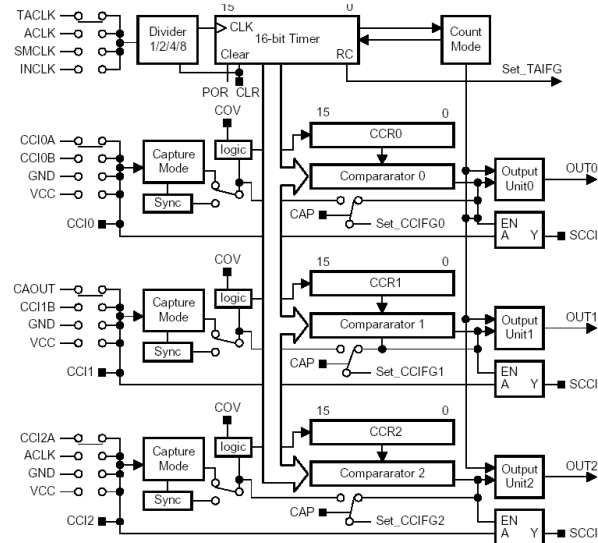 15 0
TACLK
ACLK
SMCLK
INCLK
Divider
1/2/4/8
CLK
16-bit Timer
Clear RC
Count
Mode
Set_TAIFG
POR CLR
COV
15 0
CCI0A
CCI0B
GND
VCC
CCI0
Capture
Mode
Sync
logic
CCR0
Compararator 0
CAP
Set_CCIFG0
Output
Unit0
OUT0
EN
A Y
SCCI
COV
15 0
CAOUT
CCI1B
GND
VCC
CCI1
Capture
Mode
Sync
logic
CCR1
Compararator 1
CAP
Set_CCIFG1
Output
Unit1
OUT1
EN
A Y
SCCI
COV
15 0
CCI2A
ACLK
GND
VCC
CCI2
Capture
Mode
Sync
logic
CCR2
Compararator 2
CAP
Set_CCIFG2
Output
Unit2
OUT2
EN
A Y
SCCI